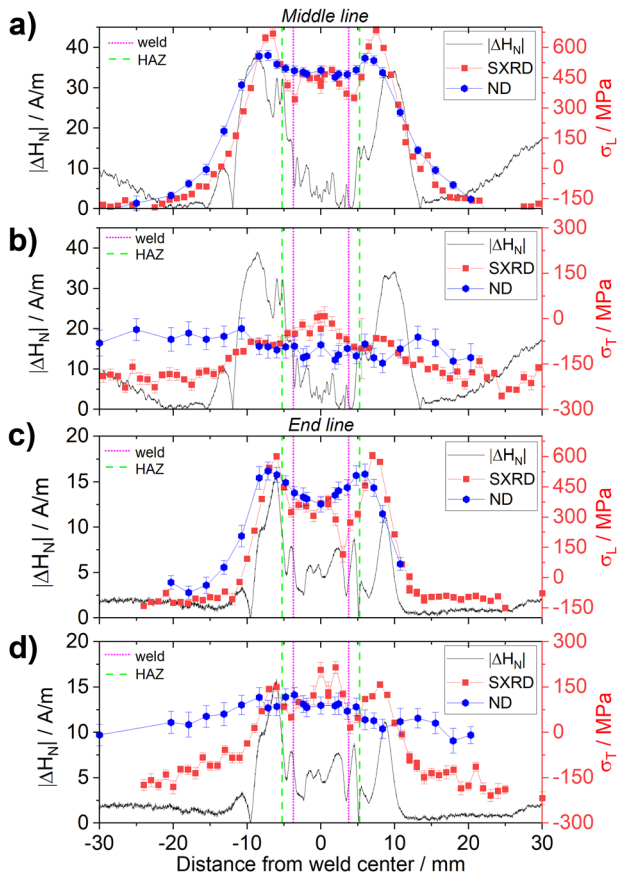 Middle line
a)
40
30
20
10
0
|ΔH_N| / A/m
weld
HAZ
|ΔH_N|
SXRD
ND
600
450
300
150
0
-150
σ_L / MPa
b)
40
30
20
10
0
|ΔH_N| / A/m
weld
HAZ
|ΔH_N|
SXRD
ND
300
150
0
-150
-300
σ_T / MPa
End line
c)
20
15
10
5
0
|ΔH_N| / A/m
weld
HAZ
|ΔH_N|
SXRD
ND
600
450
300
150
0
-150
σ_L / MPa
d)
20
15
10
5
0
|ΔH_N| / A/m
weld
HAZ
|ΔH_N|
SXRD
ND
300
150
0
-150
-300
σ_T / MPa
-30 -20 -10 0 10 20 30
Distance from weld center / mm